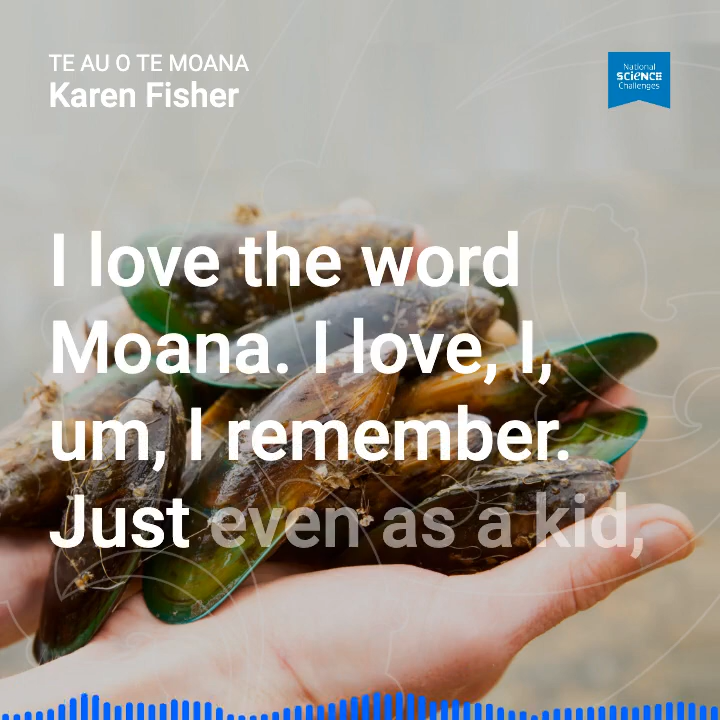 TE AU O TE MOANA
Karen Fisher
National
SCIENCE
Challenges
I love the word
Moana. I love, I,
um, I remember.
Just even as a kid,